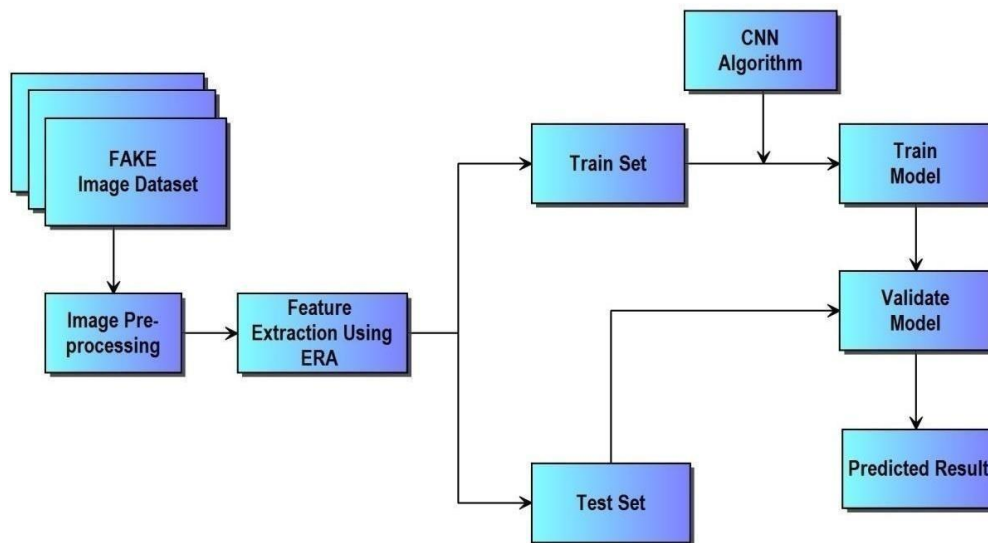 CNN
Algorithm
FAKE
Image Dataset
Train Set
Train
Model
Image Pre-
processing
Feature
Extraction Using
ERA
Validate
Model
Test Set
Predicted Result